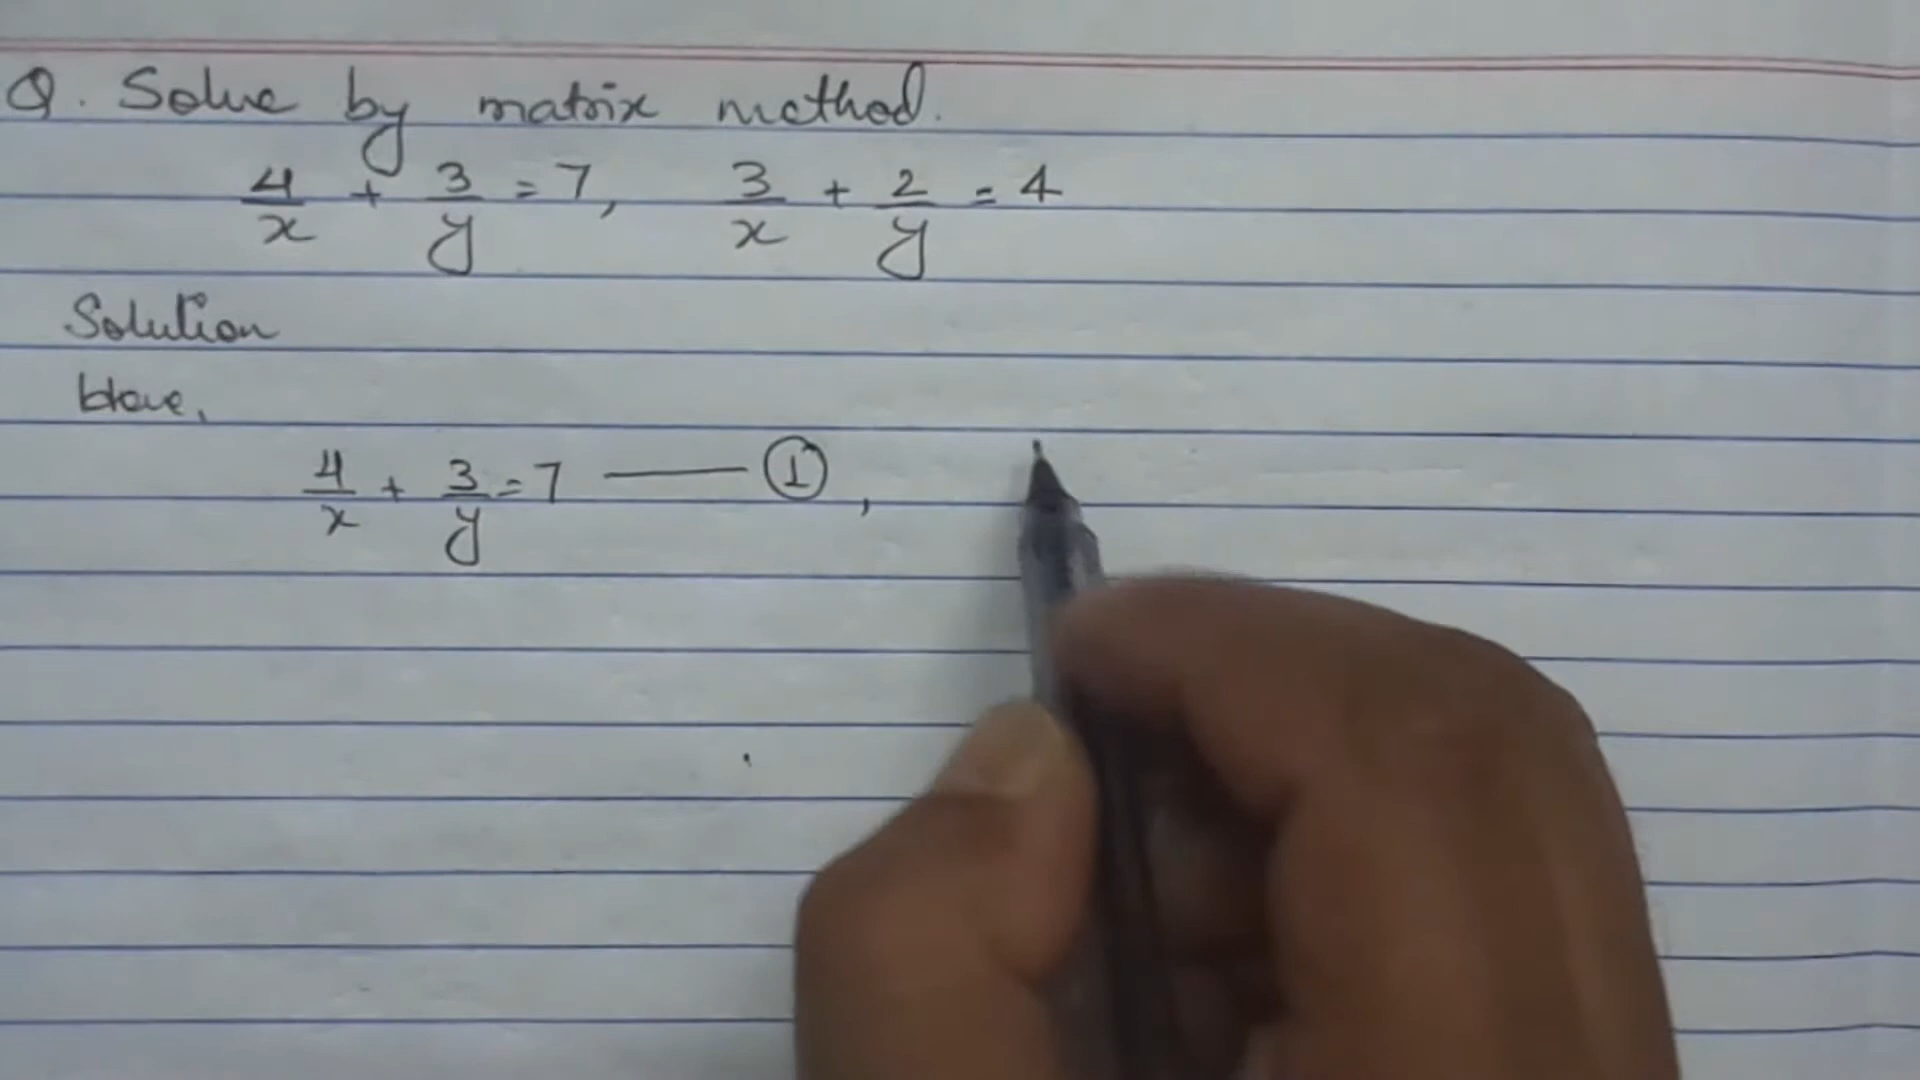 Q. Solve by matrix method.
4/x + 3/y = 7, 3/x + 2/y = 4
Solution
Here,
4/x + 3/y = 7 —— ①,